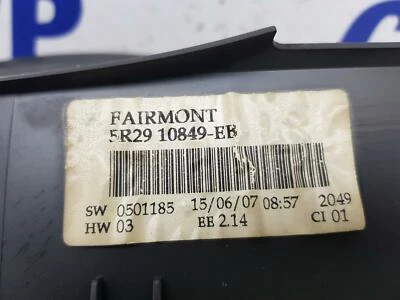 FAIRMONT
5R29 10849-EB
SW 0501185 15/06/07 08:57 2049
HW 03 EE 2.14 CI 01